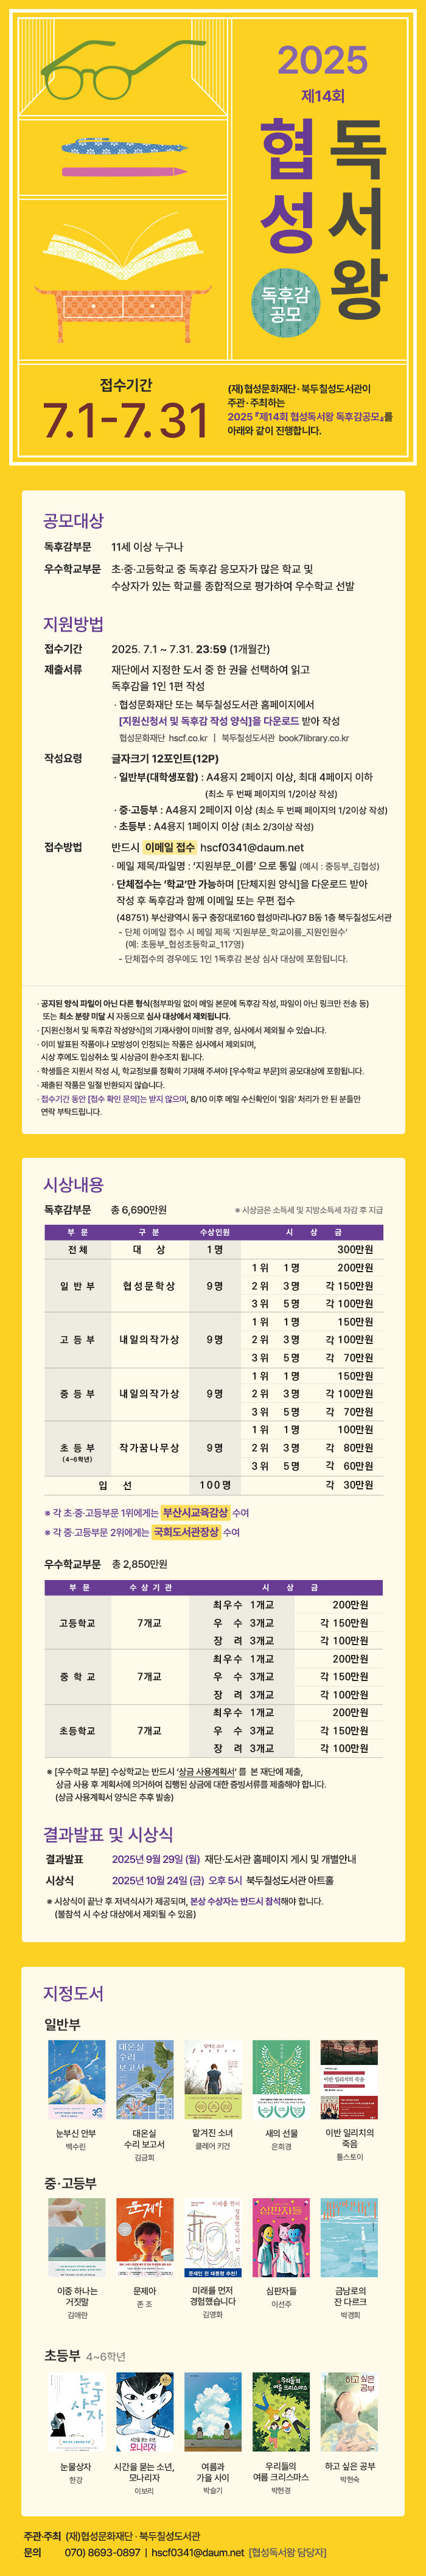 2025
제14회
협성
독서왕
독후감
공모
접수기간
7.1-7.31
(재)협성문화재단·북두칠성도서관이
주관·주최하는
2025 『제14회 협성독서왕 독후감공모』를
아래와 같이 진행합니다.
공모대상
독후감부문 11세 이상 누구나
우수학교부문 초·중·고등학교 중 독후감 응모자가 많은 학교 및
수상자가 있는 학교를 종합적으로 평가하여 우수학교 선발
지원방법
접수기간 2025. 7.1 ~ 7.31. 23:59 (1개월간)
제출서류 재단에서 지정한 도서 중 한 권을 선택하여 읽고
독후감을 1인 1편 작성
· 협성문화재단 또는 북두칠성도서관 홈페이지에서
[지원신청서 및 독후감 작성 양식]을 다운로드 받아 작성
협성문화재단 hscf.co.kr | 북두칠성도서관 book7library.co.kr
작성요령 글자크기 12포인트(12P)
· 일반부(대학생포함) : A4용지 2페이지 이상, 최대 4페이지 이하
(최소 두 번째 페이지의 1/2이상 작성)
· 중·고등부 : A4용지 2페이지 이상 (최소 두 번째 페이지의 1/2이상 작성)
· 초등부 : A4용지 1페이지 이상 (최소 2/3이상 작성)
접수방법 반드시 이메일 접수 hscf0341@daum.net
· 메일 제목/파일명 : '지원부문_이름' 으로 통일 (예시 : 중등부_김협성)
· 단체접수는 '학교'만 가능하며 [단체지원 양식]을 다운로드 받아
작성 후 독후감과 함께 이메일 또는 우편 접수
(48751) 부산광역시 동구 충장대로160 협성마리나G7 B동 1층 북두칠성도서관
- 단체 이메일 접수 시 메일 제목 '지원부문_학교이름_지원인원수'
(예: 초등부_협성초등학교_117명)
- 단체접수의 경우에도 1인 1독후감 본상 심사 대상에 포함됩니다.
· 공지된 양식 파일이 아닌 다른 형식(첨부파일 없이 메일 본문에 독후감 작성, 파일이 아닌 링크만 전송 등)
또는 최소 분량 미달 시 자동으로 심사 대상에서 제외됩니다.
· [지원신청서 및 독후감 작성양식]의 기재사항이 미비할 경우, 심사에서 제외될 수 있습니다.
· 이미 발표된 작품이나 모방성이 인정되는 작품은 심사에서 제외되며,
시상 후에도 입상취소 및 시상금이 환수조치 됩니다.
· 학생들은 지원서 작성 시, 학교정보를 정확히 기재해 주셔야 [우수학교 부문]의 공모대상에 포함됩니다.
· 제출된 작품은 일절 반환되지 않습니다.
· 접수기간 동안 [접수 확인 문의]는 받지 않으며, 8/10 이후 메일 수신확인이 '읽음' 처리가 안 된 분들만
연락 부탁드립니다.
시상내용
독후감부문 총 6,690만원 ※ 시상금은 소득세 및 지방소득세 차감 후 지급
부 문 구 분 수상인원 시 상 금
전 체 대 상 1명 300만원
1위 1명 200만원
일 반 부 협성문학상 9명 2위 3명 각 150만원
3위 5명 각 100만원
1위 1명 150만원
고 등 부 내일의작가상 9명 2위 3명 각 100만원
3위 5명 각 70만원
1위 1명 150만원
중 등 부 내일의작가상 9명 2위 3명 각 100만원
3위 5명 각 70만원
1위 1명 100만원
초 등 부 작가꿈나무상 9명 2위 3명 각 80만원
(4~6학년) 3위 5명 각 60만원
입 선 100명 각 30만원
※ 각 초·중·고등부문 1위에게는 부산시교육감상 수여
※ 각 중·고등부문 2위에게는 국회도서관장상 수여
우수학교부문 총 2,850만원
부 문 수 상 기 관 시 상 금
최우수 1개교 200만원
고등학교 7개교 우 수 3개교 각 150만원
장 려 3개교 각 100만원
최우수 1개교 200만원
중 학 교 7개교 우 수 3개교 각 150만원
장 려 3개교 각 100만원
최우수 1개교 200만원
초등학교 7개교 우 수 3개교 각 150만원
장 려 3개교 각 100만원
※ [우수학교 부문] 수상학교는 반드시 '상금 사용계획서' 를 본 재단에 제출,
상금 사용 후 계획서에 의거하여 집행된 상금에 대한 증빙서류를 제출해야 합니다.
(상금 사용계획서 양식은 추후 발송)
결과발표 및 시상식
결과발표 2025년 9월 29일 (월) 재단·도서관 홈페이지 게시 및 개별안내
시상식 2025년 10월 24일 (금) 오후 5시 북두칠성도서관 아트홀
※ 시상식이 끝난 후 저녁식사가 제공되며, 본상 수상자는 반드시 참석해야 합니다.
(불참석 시 수상 대상에서 제외될 수 있음)
지정도서
일반부
대온실
수리
보고서
맡겨진 소녀
이반 일리치의 죽음
눈부신 안부
백수린
대온실
수리 보고서
김금희
맡겨진 소녀
클레어 키건
새의 선물
은희경
이반 일리치의
죽음
톨스토이
중·고등부
문제아
미래를 먼저
경험했습니다
심판자들
이중 하나는
거짓말
김애란
문제아
존 조
미래를 먼저
경험했습니다
김영화
심판자들
이선주
금남로의
잔 다르크
박경희
초등부 4~6학년
눈물
상자
시간을 묻는 소년,
모나리자
우리들의
여름 크리스마스
하고 싶은
공부
눈물상자
한강
시간을 묻는 소년,
모나리자
이보리
여름과
가을 사이
박슬기
우리들의
여름 크리스마스
박현경
하고 싶은 공부
박현숙
주관·주최 (재)협성문화재단 · 북두칠성도서관
문의 070) 8693-0897 | hscf0341@daum.net [협성독서왕 담당자]